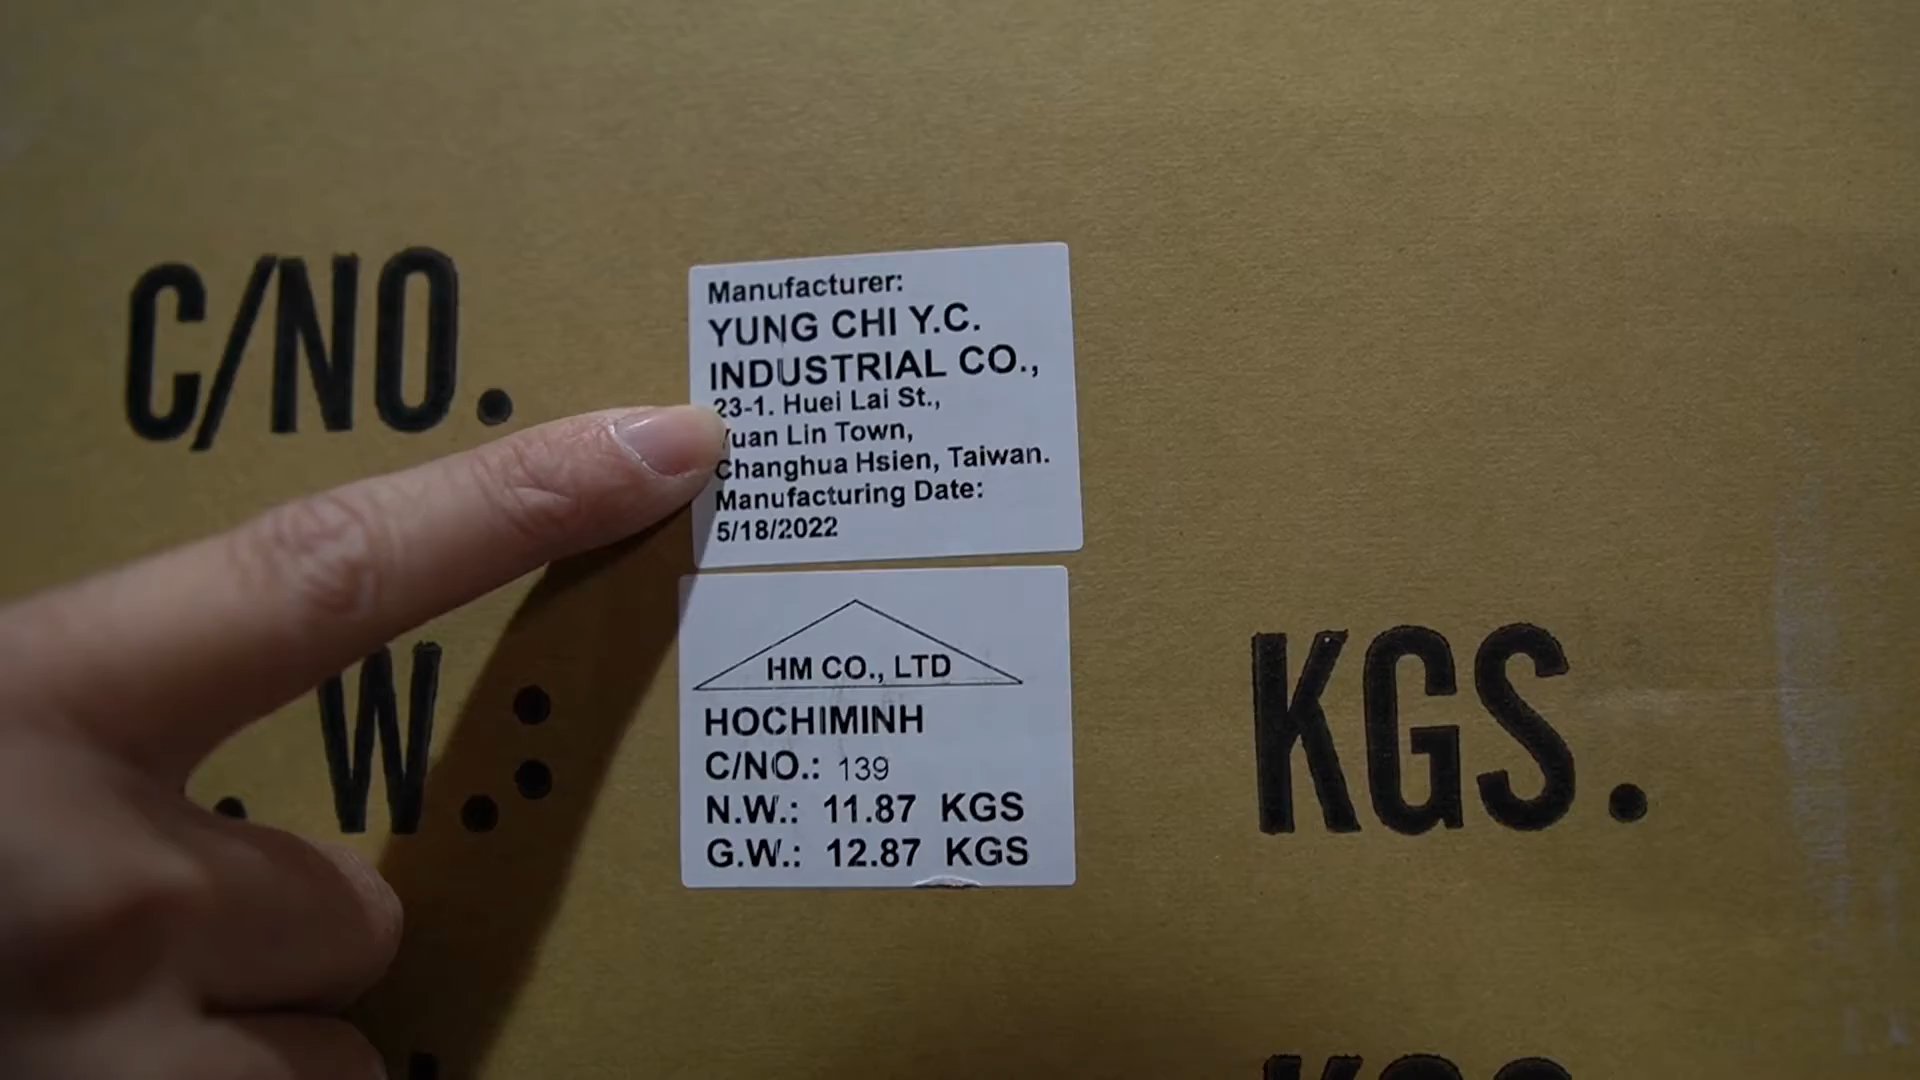 C/NO.
Manufacturer:
YUNG CHI Y.C.
INDUSTRIAL CO.,
23-1. Huei Lai St.,
Yuan Lin Town,
Changhua Hsien, Taiwan.
Manufacturing Date:
5/18/2022
HM CO., LTD
HOCHIMINH
C/NO.: 139
N.W.: 11.87 KGS
G.W.: 12.87 KGS
. W.: KGS.
KGS